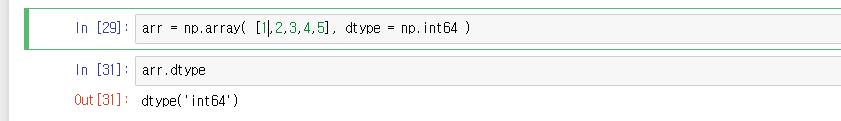 In [29]: arr = np.array( [1,2,3,4,5], dtype = np.int64 )
In [31]: arr.dtype
Out[31]: dtype('int64')